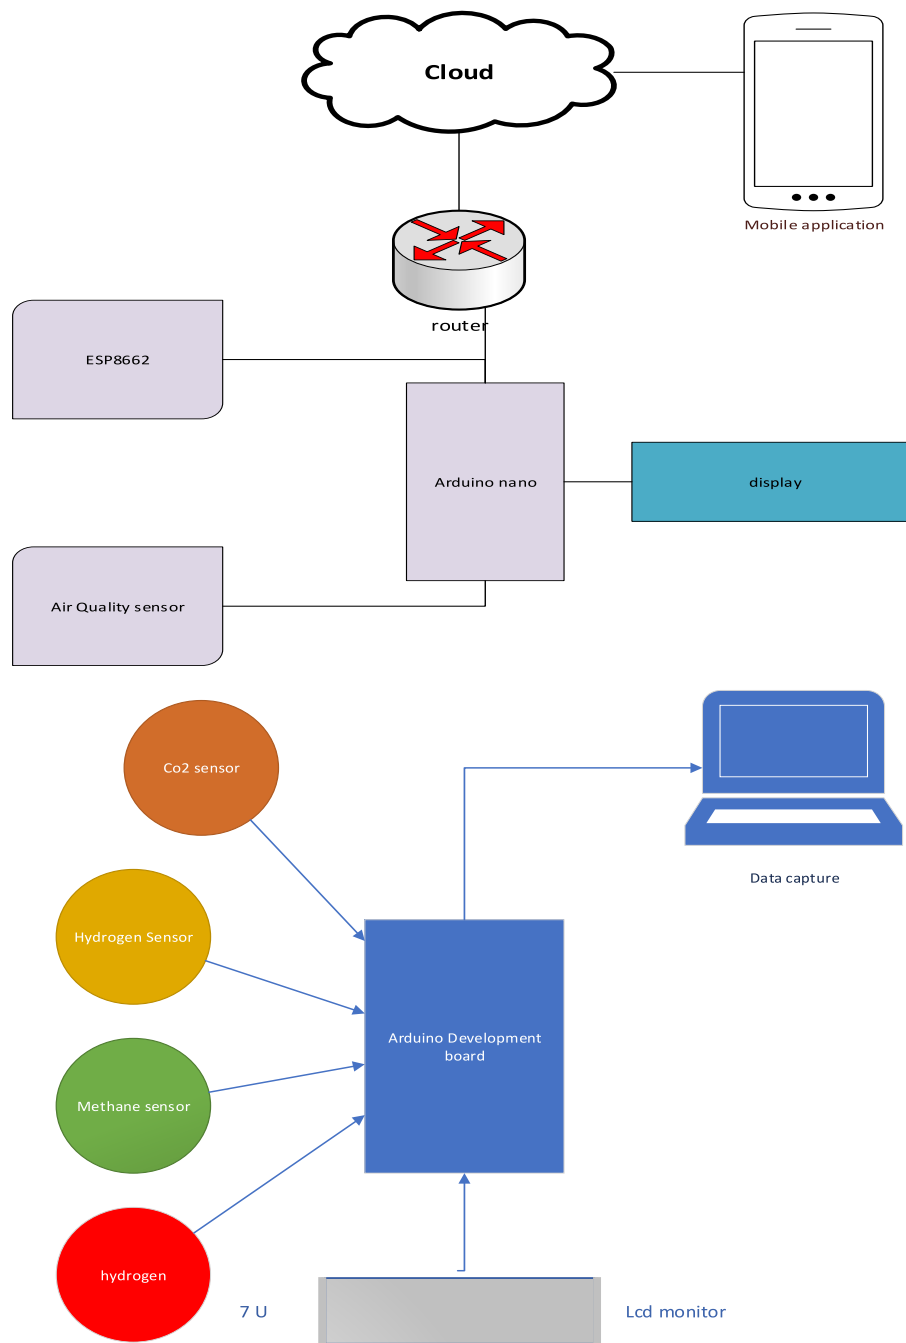 Cloud
Mobile application
router
ESP8662
Arduino nano
display
Air Quality sensor
Co2 sensor
Data capture
Hydrogen Sensor
Arduino Development
board
Methane sensor
hydrogen
7 U
Lcd monitor